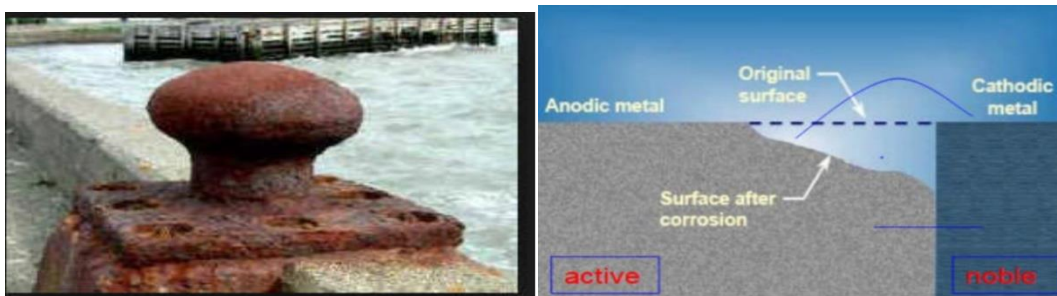 Original
surface
Anodic metal
Cathodic
metal
Surface after
corrosion
active
noble